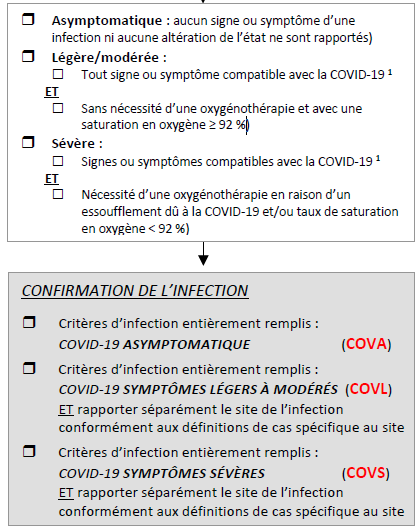 ❒ Asymptomatique : aucun signe ou symptôme d'une
infection ni aucune altération de l'état ne sont rapportés)
❒ Légère/modérée :
☐ Tout signe ou symptôme compatible avec la COVID-19 1
ET
☐ Sans nécessité d'une oxygénothérapie et avec une
saturation en oxygène ≥ 92 %)
❒ Sévère :
☐ Signes ou symptômes compatibles avec la COVID-19 1
ET
☐ Nécessité d'une oxygénothérapie en raison d'un
essoufflement dû à la COVID-19 et/ou taux de saturation
en oxygène < 92 %)
CONFIRMATION DE L'INFECTION
❒ Critères d'infection entièrement remplis :
COVID-19 ASYMPTOMATIQUE (COVA)
❒ Critères d'infection entièrement remplis :
COVID-19 SYMPTÔMES LÉGERS À MODÉRÉS (COVL)
ET rapporter séparément le site de l'infection
conformément aux définitions de cas spécifique au site
❒ Critères d'infection entièrement remplis :
COVID-19 SYMPTÔMES SÉVÈRES (COVS)
ET rapporter séparément le site de l'infection
conformément aux définitions de cas spécifique au site